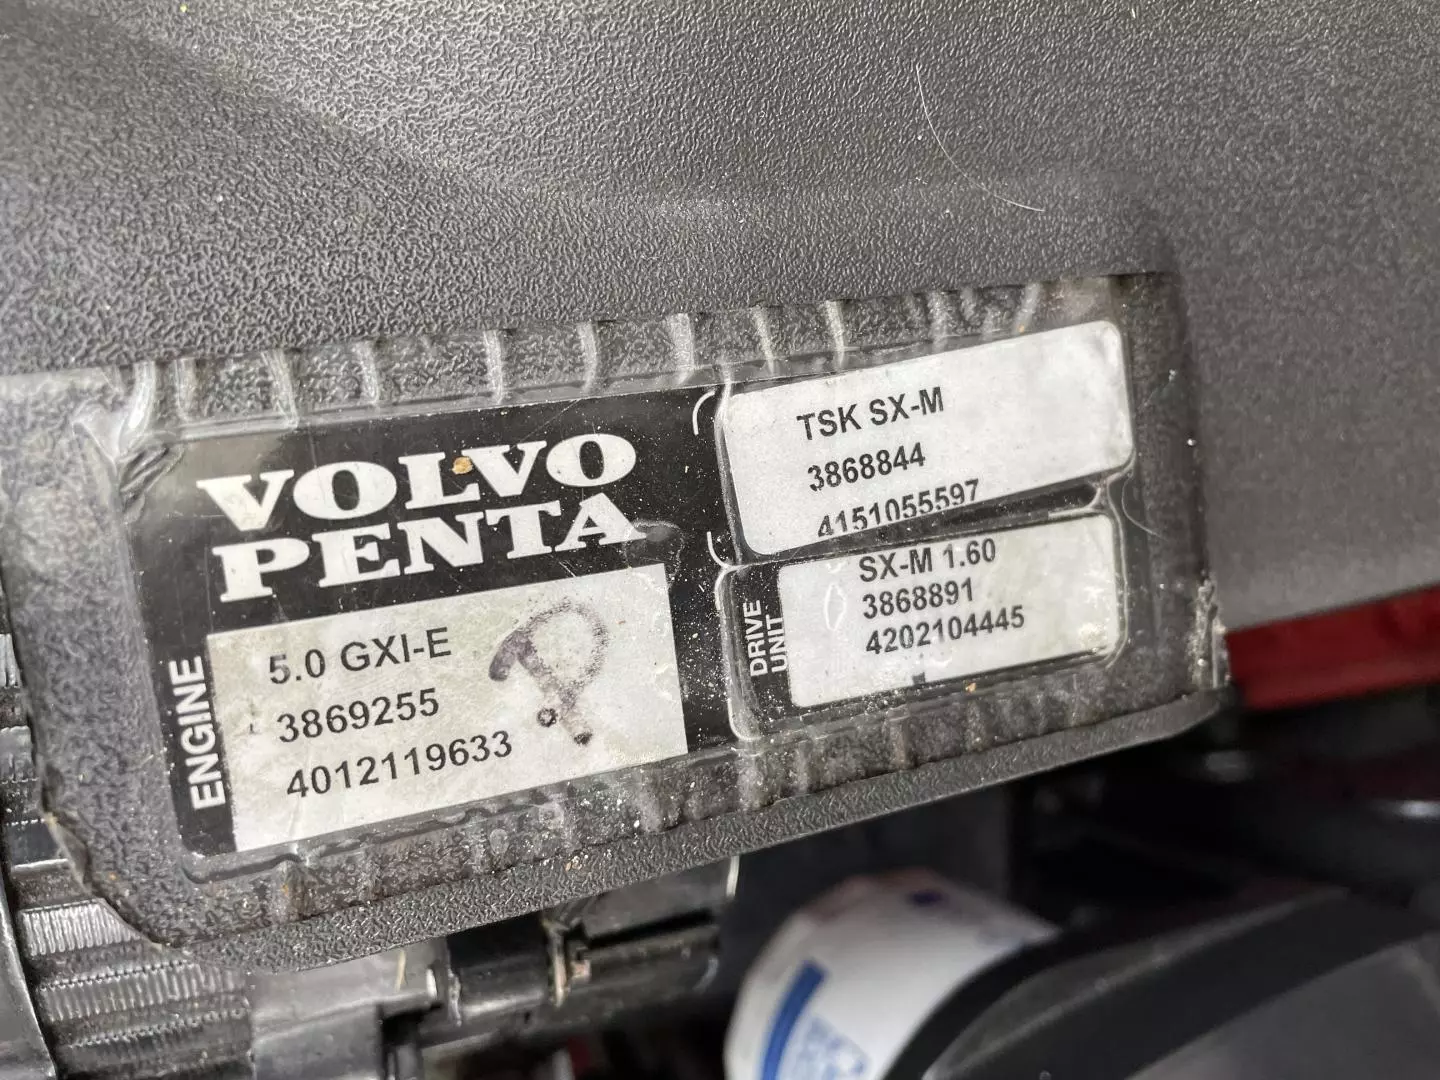 VOLVO
PENTA
ENGINE
5.0 GXI-E
3869255
4012119633
TSK SX-M
3868844
4151055597
DRIVE
UNIT
SX-M 1.60
3868891
4202104445